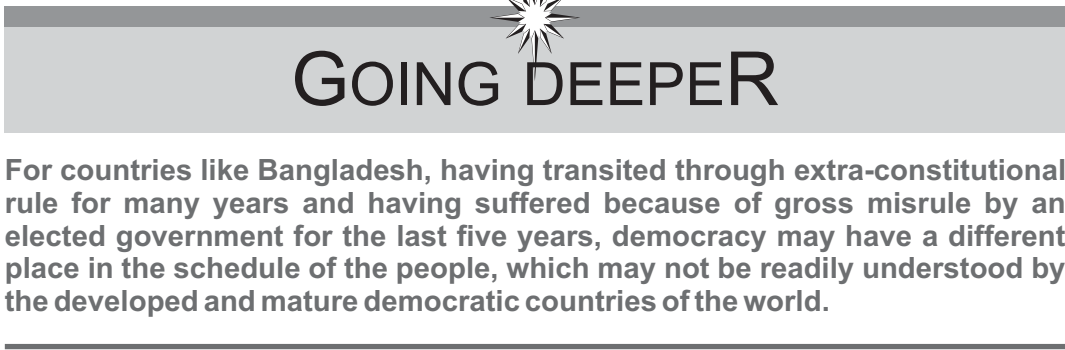 GOING DEEPER
For countries like Bangladesh, having transited through extra-constitutional
rule for many years and having suffered because of gross misrule by an
elected government for the last five years, democracy may have a different
place in the schedule of the people, which may not be readily understood by
the developed and mature democratic countries of the world.